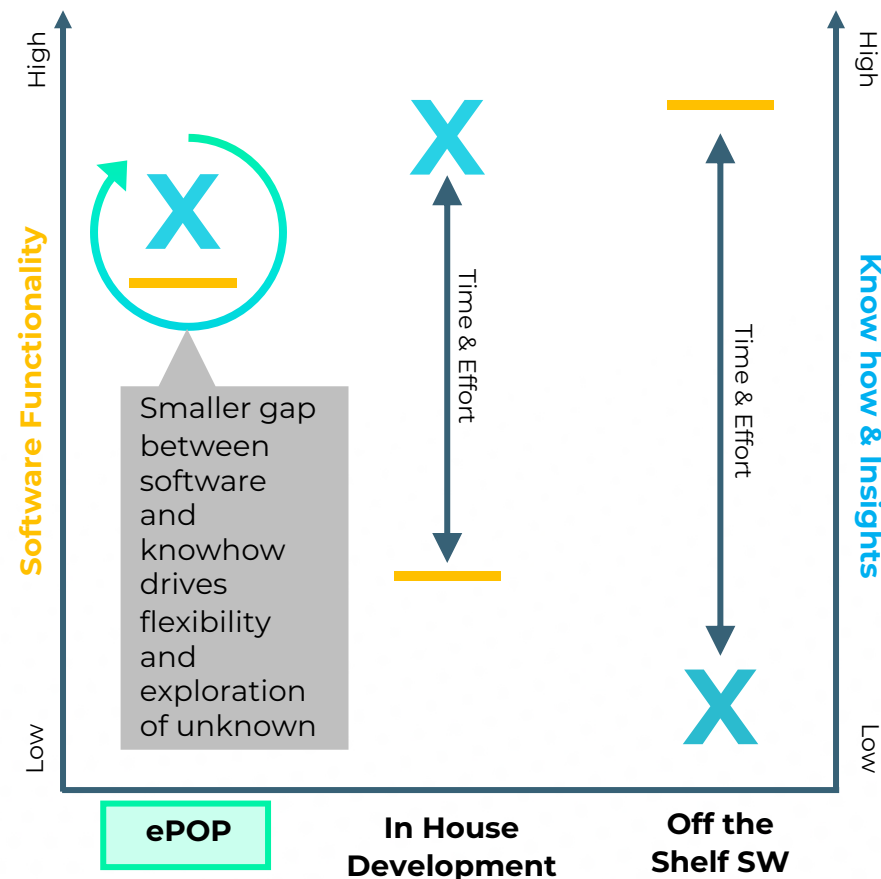 High
High
Software Functionality
Know how & Insights
X
X
X
Time & Effort
Time & Effort
Smaller gap
between
software
and
knowhow
drives
flexibility
and
exploration
of unknown
Low
Low
ePOP
In House
Development
Off the
Shelf SW